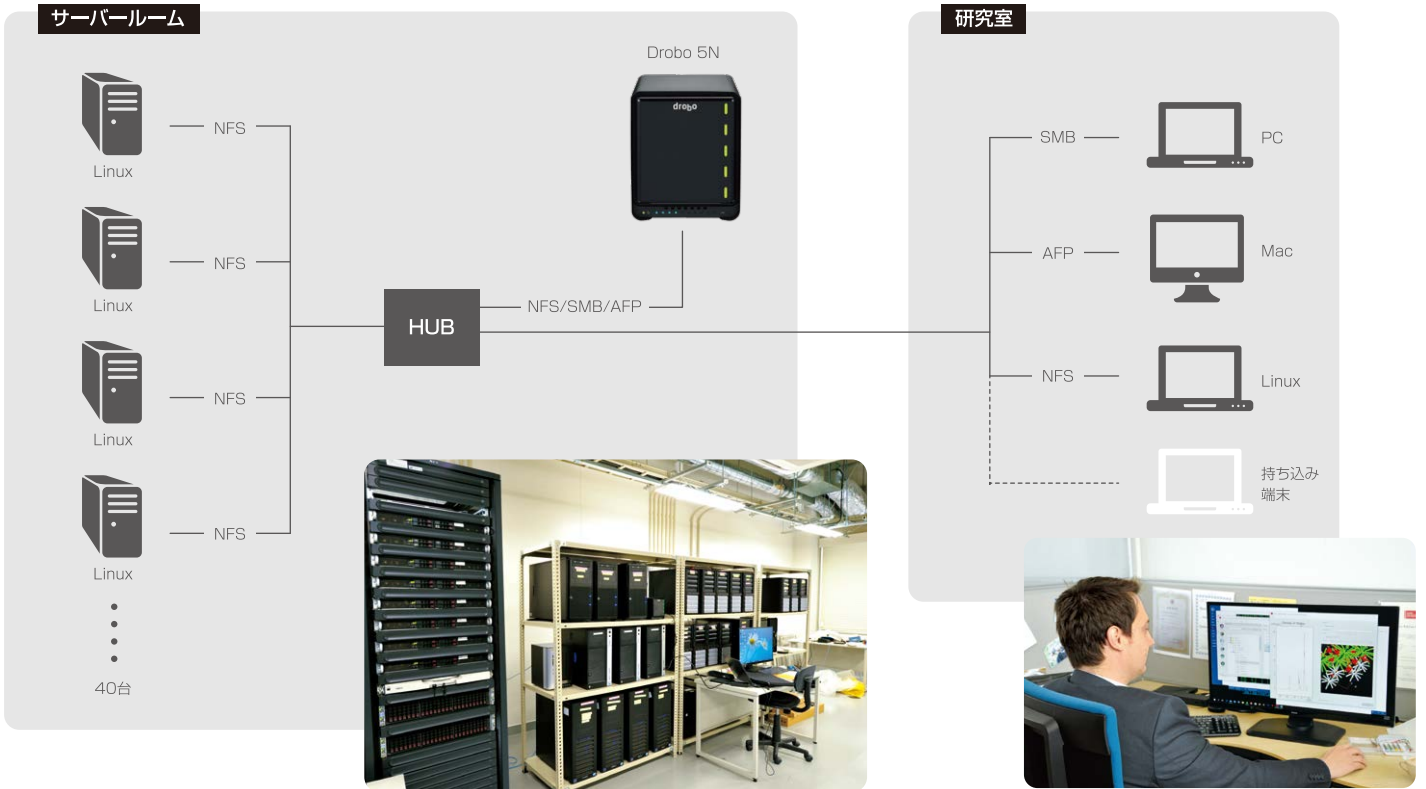 サーバールーム
研究室
Drobo 5N
drobo
NFS
Linux
NFS
Linux
NFS
Linux
NFS
Linux
40台
HUB
NFS/SMB/AFP
SMB
PC
AFP
Mac
NFS
Linux
持ち込み
端末